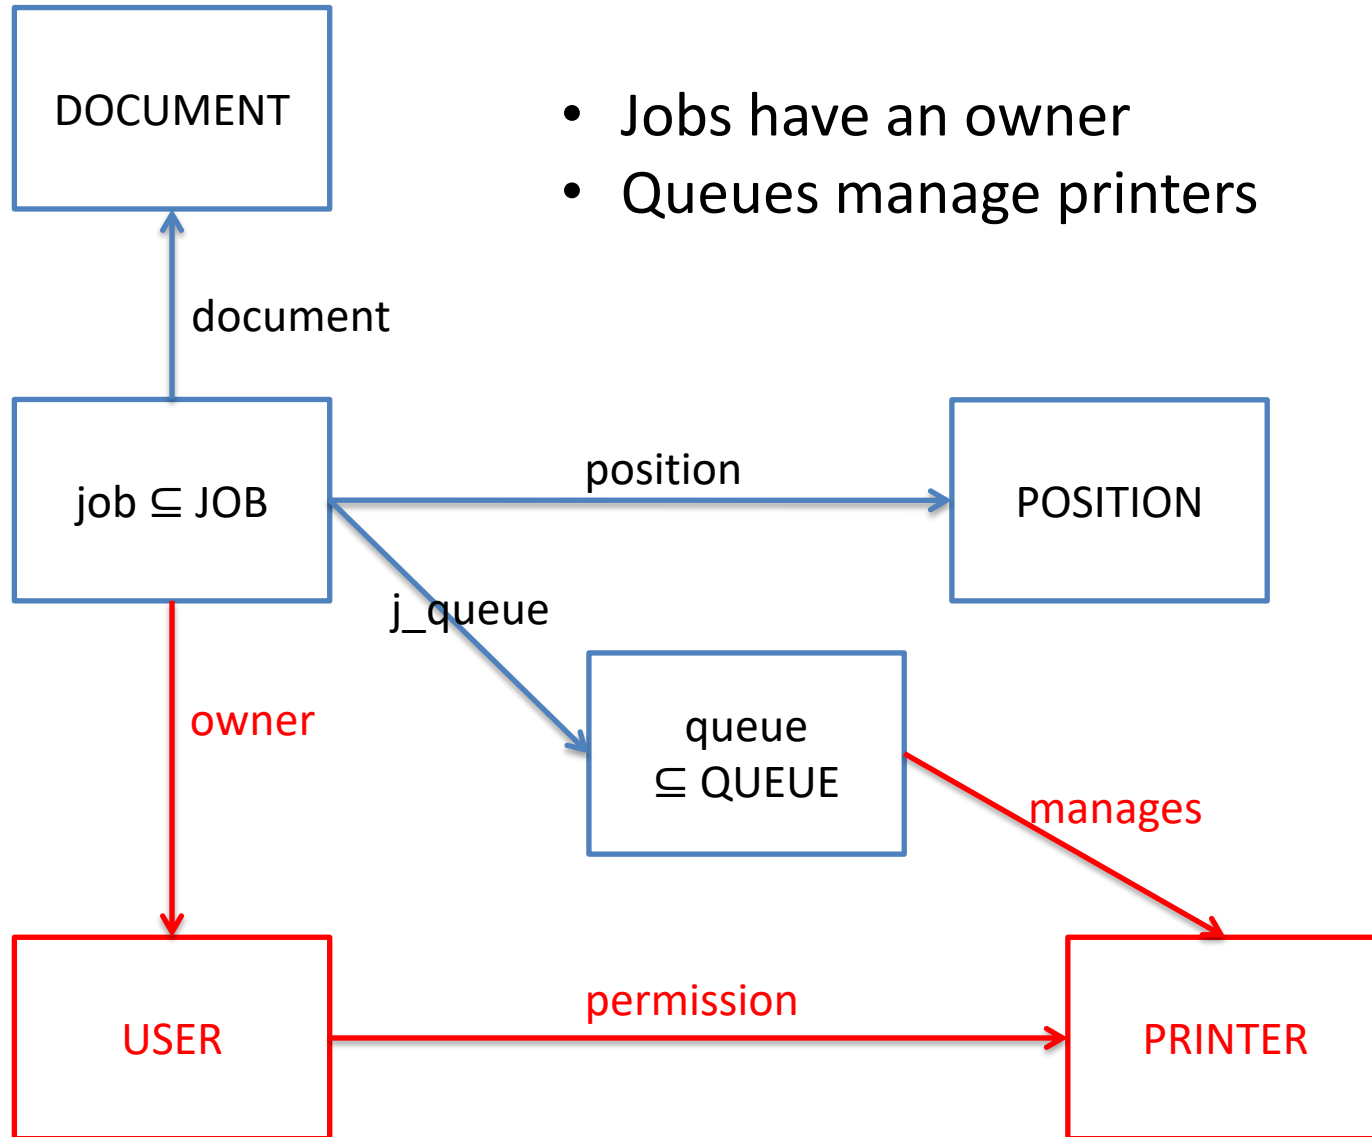 DOCUMENT
• Jobs have an owner
• Queues manage printers
document
job ⊆ JOB
position
POSITION
j_queue
owner
queue
⊆ QUEUE
manages
USER
permission
PRINTER